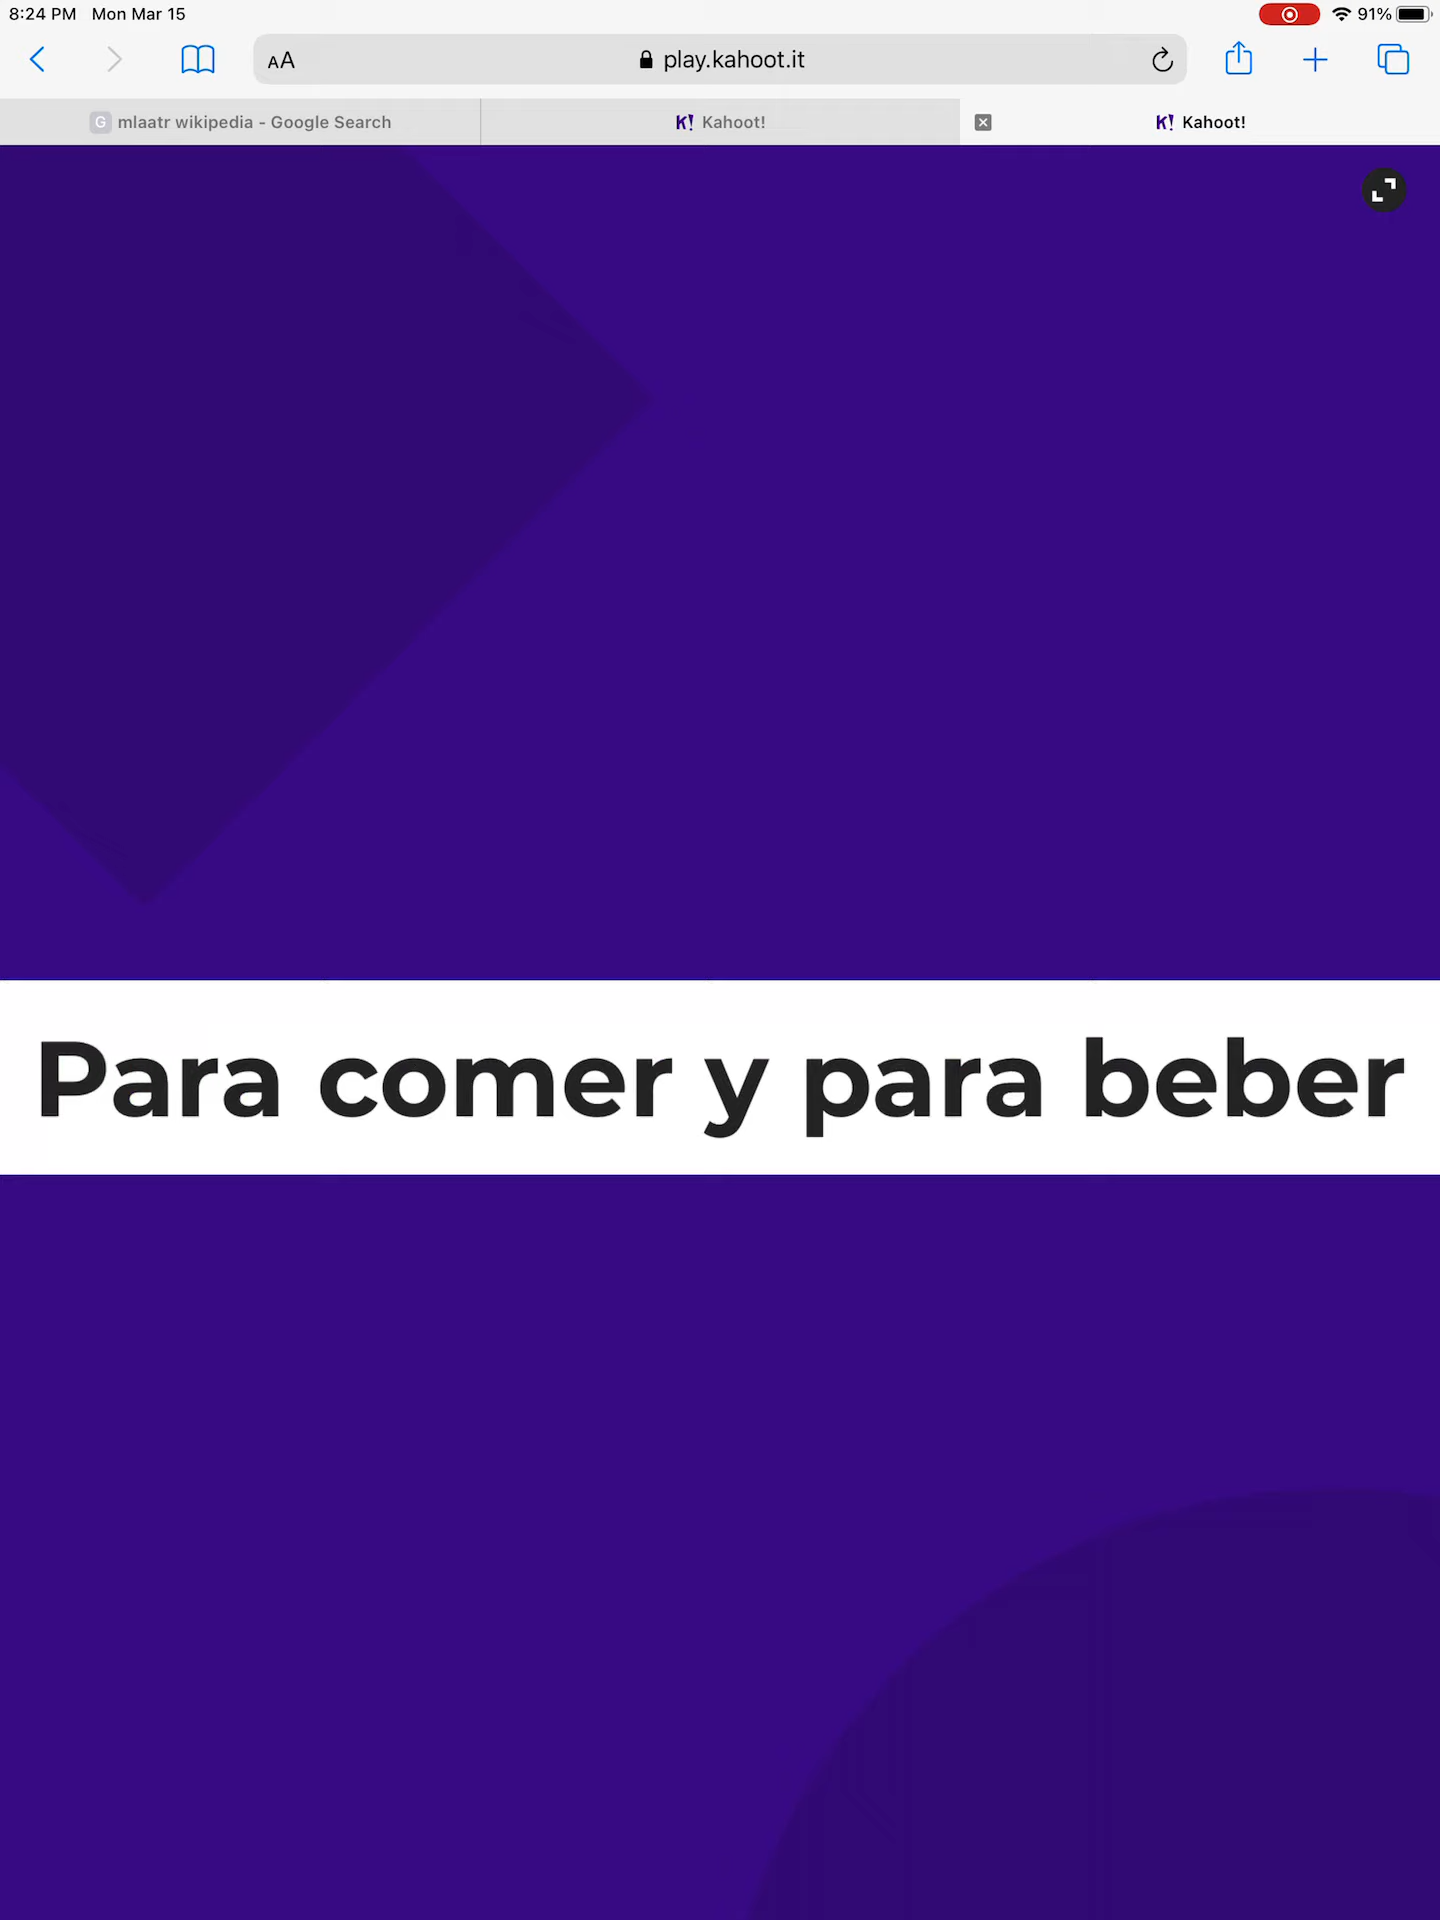 8:24 PM Mon Mar 15 91%
AA play.kahoot.it
G mlaatr wikipedia - Google Search K! Kahoot! K! Kahoot!
Para comer y para beber